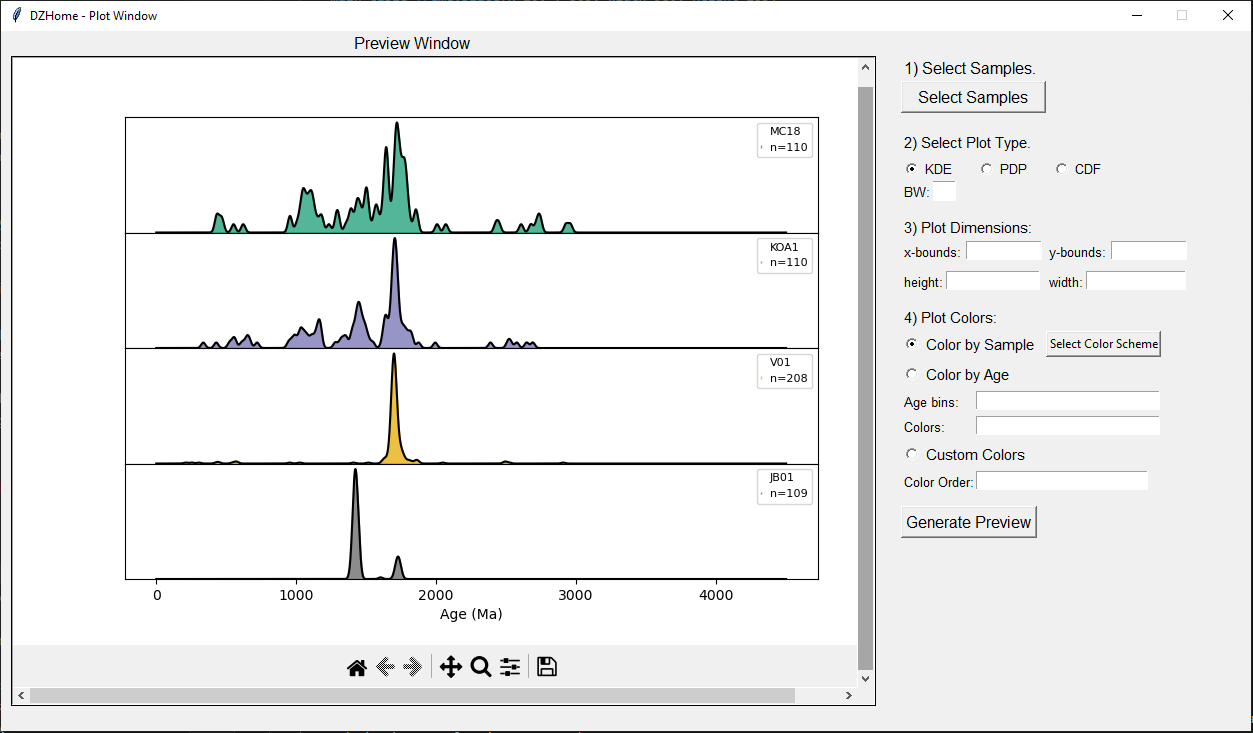 DZHome - Plot Window
Preview Window
MC18
n=110
KOA1
n=110
V01
n=208
JB01
n=109
0 1000 2000 3000 4000
Age (Ma)
1) Select Samples.
Select Samples
2) Select Plot Type.
KDE PDP CDF
BW:
3) Plot Dimensions:
x-bounds: y-bounds:
height: width:
4) Plot Colors:
Color by Sample Select Color Scheme
Color by Age
Age bins:
Colors:
Custom Colors
Color Order:
Generate Preview